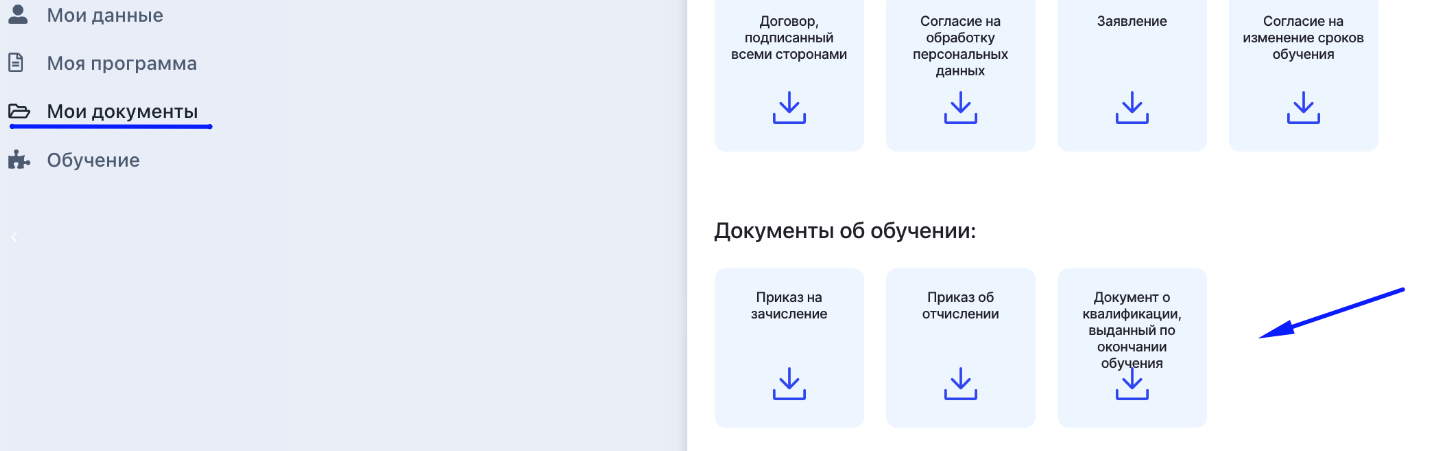 Мои данные
Моя программа
Мои документы
Обучение
Договор,
подписанный
всеми сторонами
Согласие на
обработку
персональных
данных
Заявление
Согласие на
изменение сроков
обучения
Документы об обучении:
Приказ на
зачисление
Приказ об
отчислении
Документ о
квалификации,
выданный по
окончании
обучения